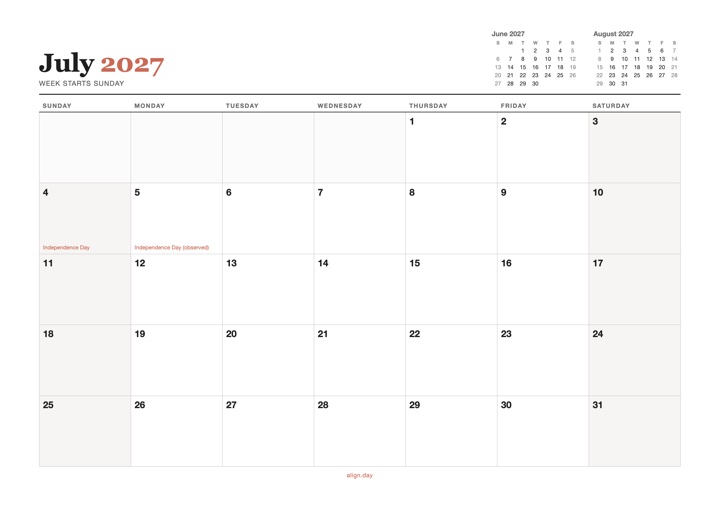 June 2027
S M T W T F S
1 2 3 4 5
6 7 8 9 10 11 12
13 14 15 16 17 18 19
20 21 22 23 24 25 26
27 28 29 30
August 2027
S M T W T F S
1 2 3 4 5 6 7
8 9 10 11 12 13 14
15 16 17 18 19 20 21
22 23 24 25 26 27 28
29 30 31
July 2027
WEEK STARTS SUNDAY
SUNDAY MONDAY TUESDAY WEDNESDAY THURSDAY FRIDAY SATURDAY
1 2 3
4 5 6 7 8 9 10
Independence Day Independence Day (observed)
11 12 13 14 15 16 17
18 19 20 21 22 23 24
25 26 27 28 29 30 31
align.day